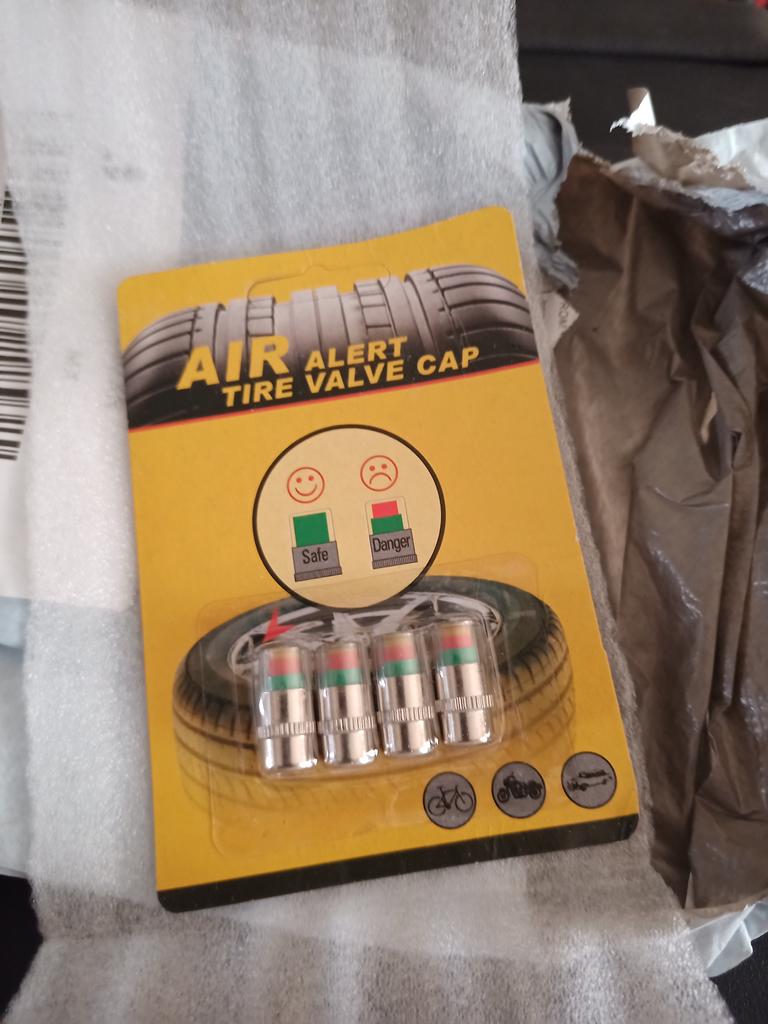 AIR ALERT
TIRE VALVE CAP
Safe
Danger